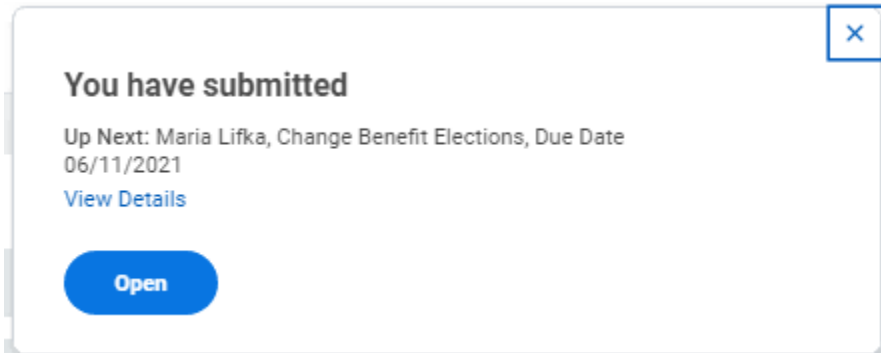 You have submitted
Up Next: Maria Lifka, Change Benefit Elections, Due Date
06/11/2021
View Details
Open